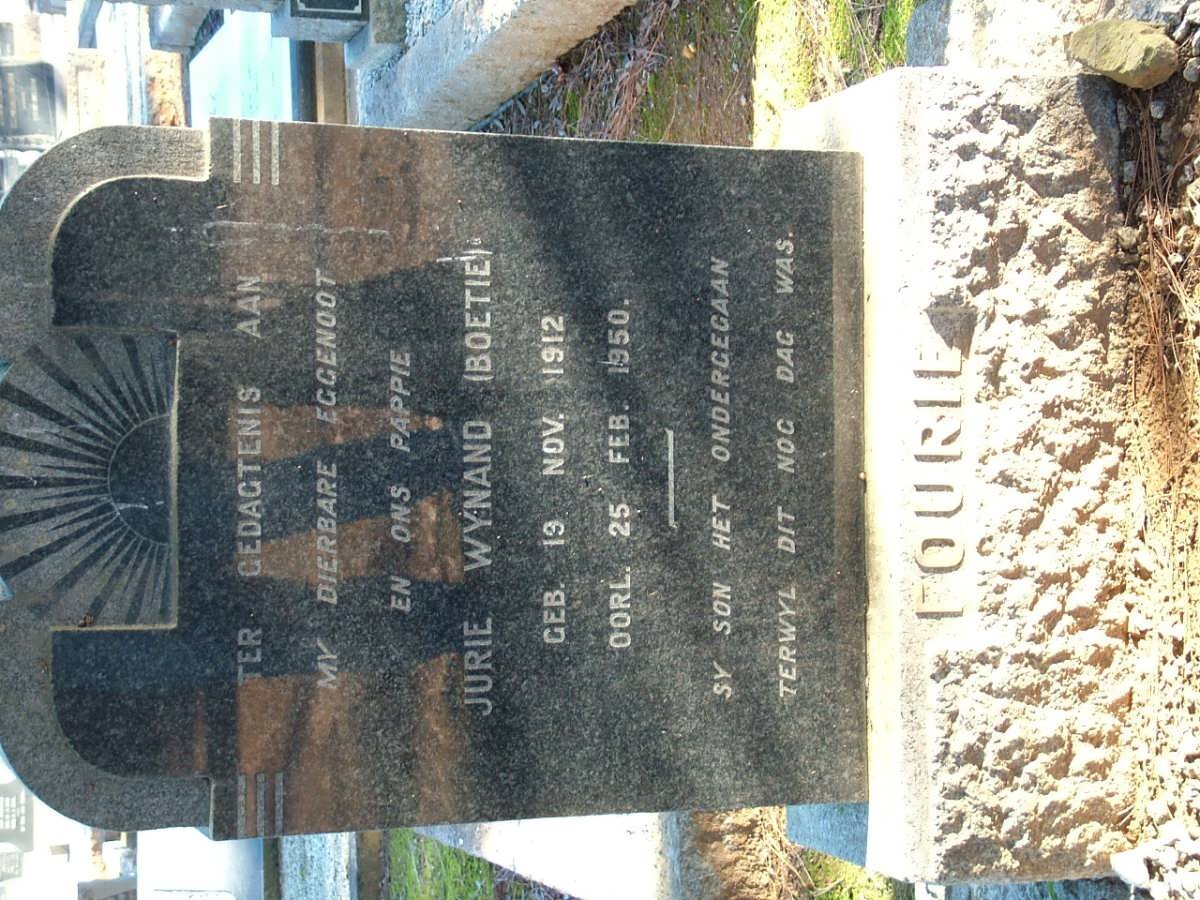 TER GEDAGTENIS AAN
MY DIERBARE EGGENOOT
EN ONS PAPPIE
JURIE WYNAND (BOETIE)
GEB. 19 NOV. 1912
OORL. 25 FEB. 1950.
SY SON HET ONDERGEGAAN
TERWYL DIT NOG DAG WAS.
FOURIE